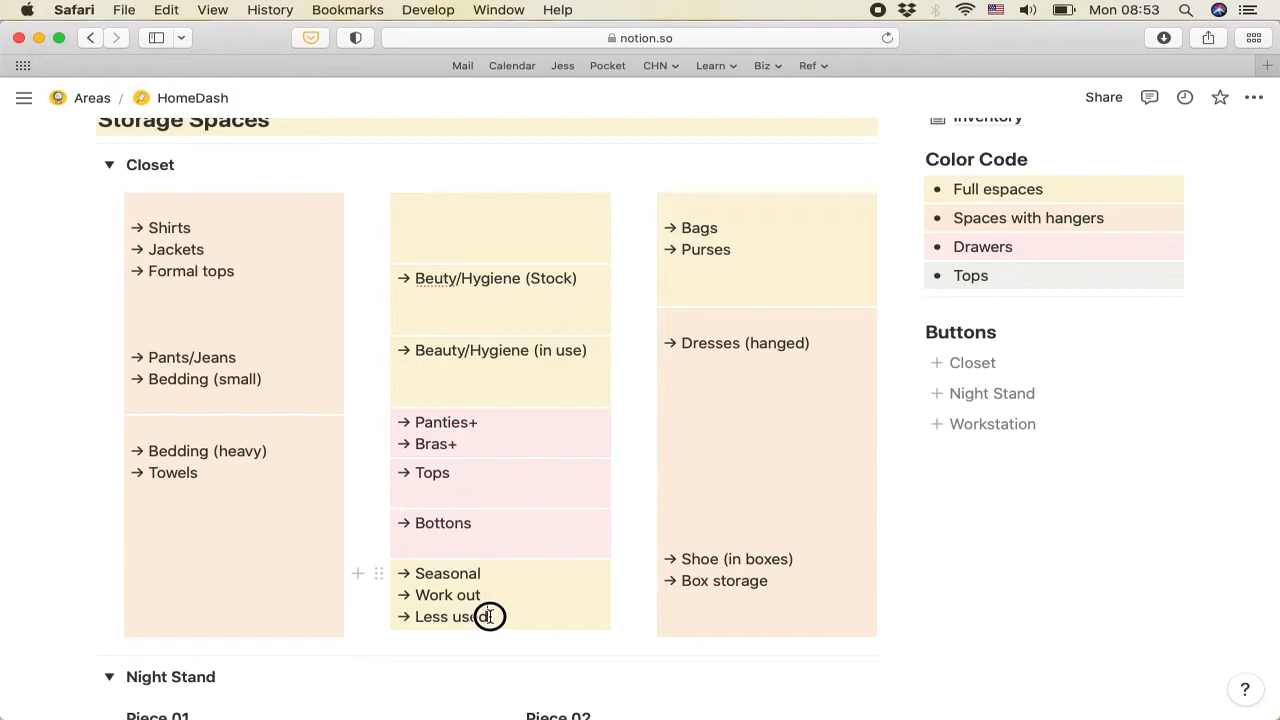 Safari File Edit View History Bookmarks Develop Window Help Mon 08:53
notion.so
Mail Calendar Jess Pocket CHN Learn Biz Ref
Areas / HomeDash Share
Storage Spaces
Closet
→ Shirts
→ Jackets
→ Formal tops
→ Pants/Jeans
→ Bedding (small)
→ Bedding (heavy)
→ Towels
→ Beuty/Hygiene (Stock)
→ Beauty/Hygiene (in use)
→ Panties+
→ Bras+
→ Tops
→ Bottons
→ Seasonal
→ Work out
→ Less used
→ Bags
→ Purses
→ Dresses (hanged)
→ Shoe (in boxes)
→ Box storage
Night Stand
Piece 01 Piece 02
Inventory
Color Code
• Full espaces
• Spaces with hangers
• Drawers
• Tops
Buttons
+ Closet
+ Night Stand
+ Workstation
?